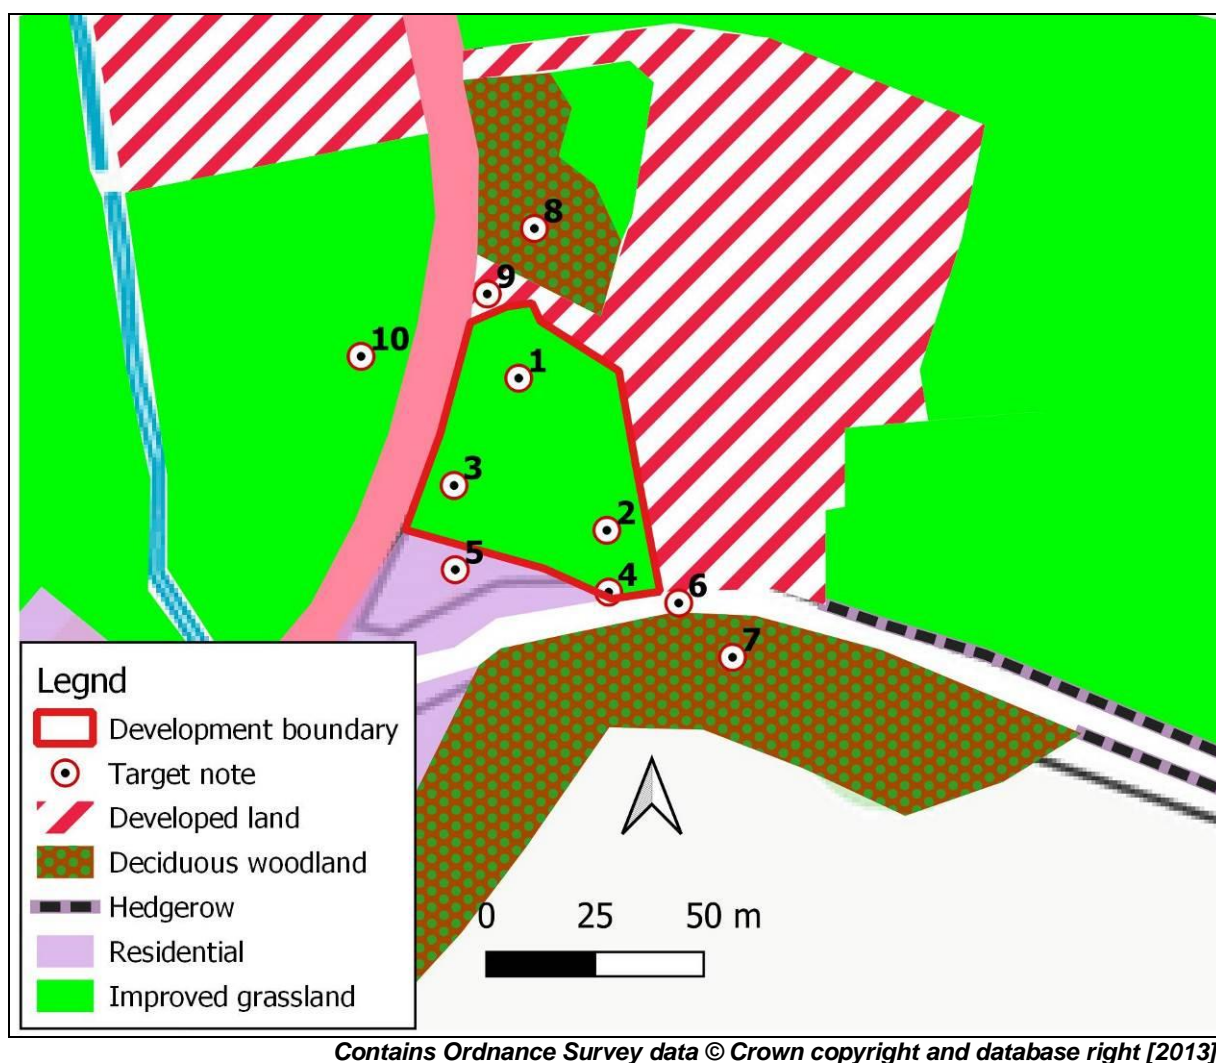 8
9
10
1
3
2
5
4
6
7
Legnd
Development boundary
Target note
Developed land
Deciduous woodland
Hedgerow
Residential
Improved grassland
0 25 50 m
Contains Ordnance Survey data © Crown copyright and database right [2013]